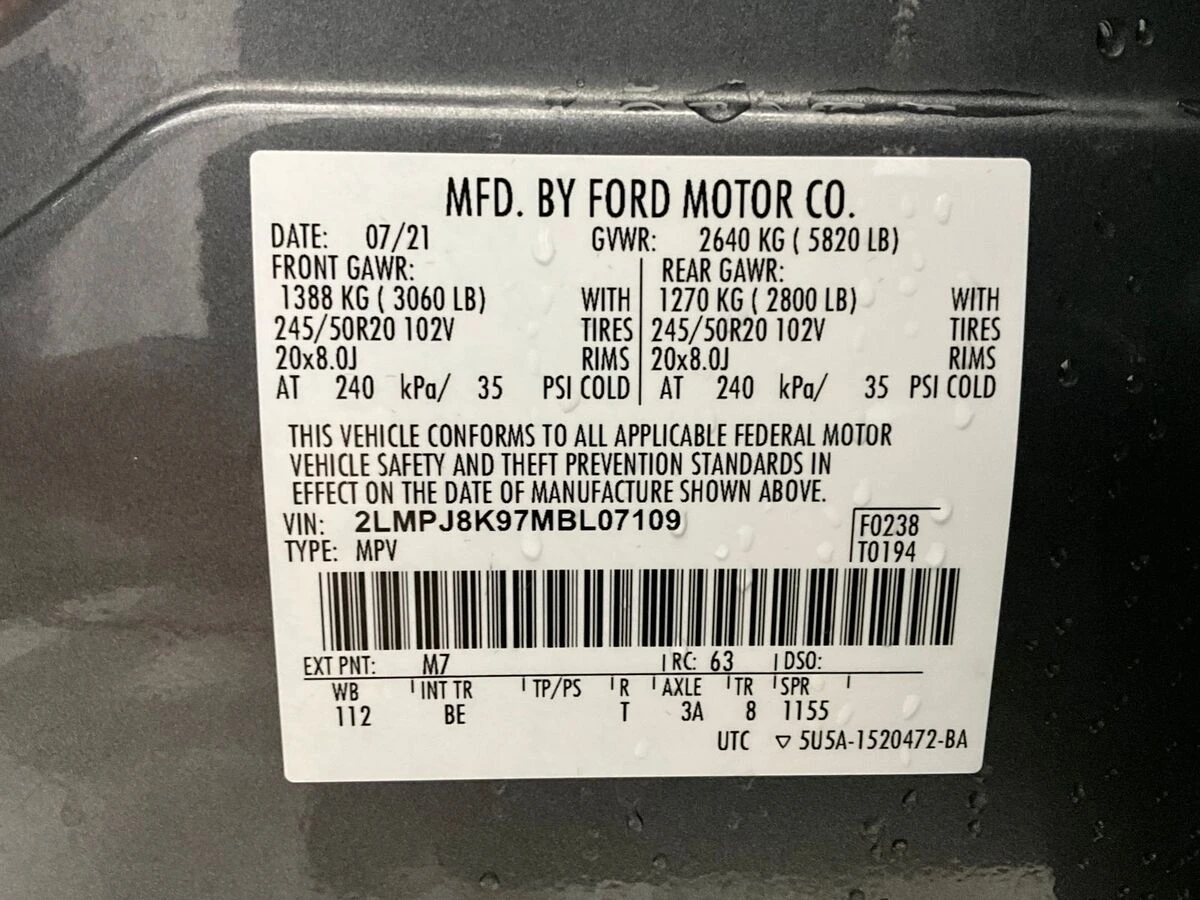 MFD. BY FORD MOTOR CO.
DATE: 07/21 GVWR: 2640 KG ( 5820 LB)
FRONT GAWR: REAR GAWR:
1388 KG ( 3060 LB) WITH 1270 KG ( 2800 LB) WITH
245/50R20 102V TIRES 245/50R20 102V TIRES
20x8.0J RIMS 20x8.0J RIMS
AT 240 kPa/ 35 PSI COLD AT 240 kPa/ 35 PSI COLD
THIS VEHICLE CONFORMS TO ALL APPLICABLE FEDERAL MOTOR
VEHICLE SAFETY AND THEFT PREVENTION STANDARDS IN
EFFECT ON THE DATE OF MANUFACTURE SHOWN ABOVE.
VIN: 2LMPJ8K97MBL07109 F0238
TYPE: MPV T0194
EXT PNT: M7 RC: 63 DSO:
WB INT TR TP/PS R AXLE TR SPR
112 BE T 3A 8 1155
UTC ▽ 5U5A-1520472-BA